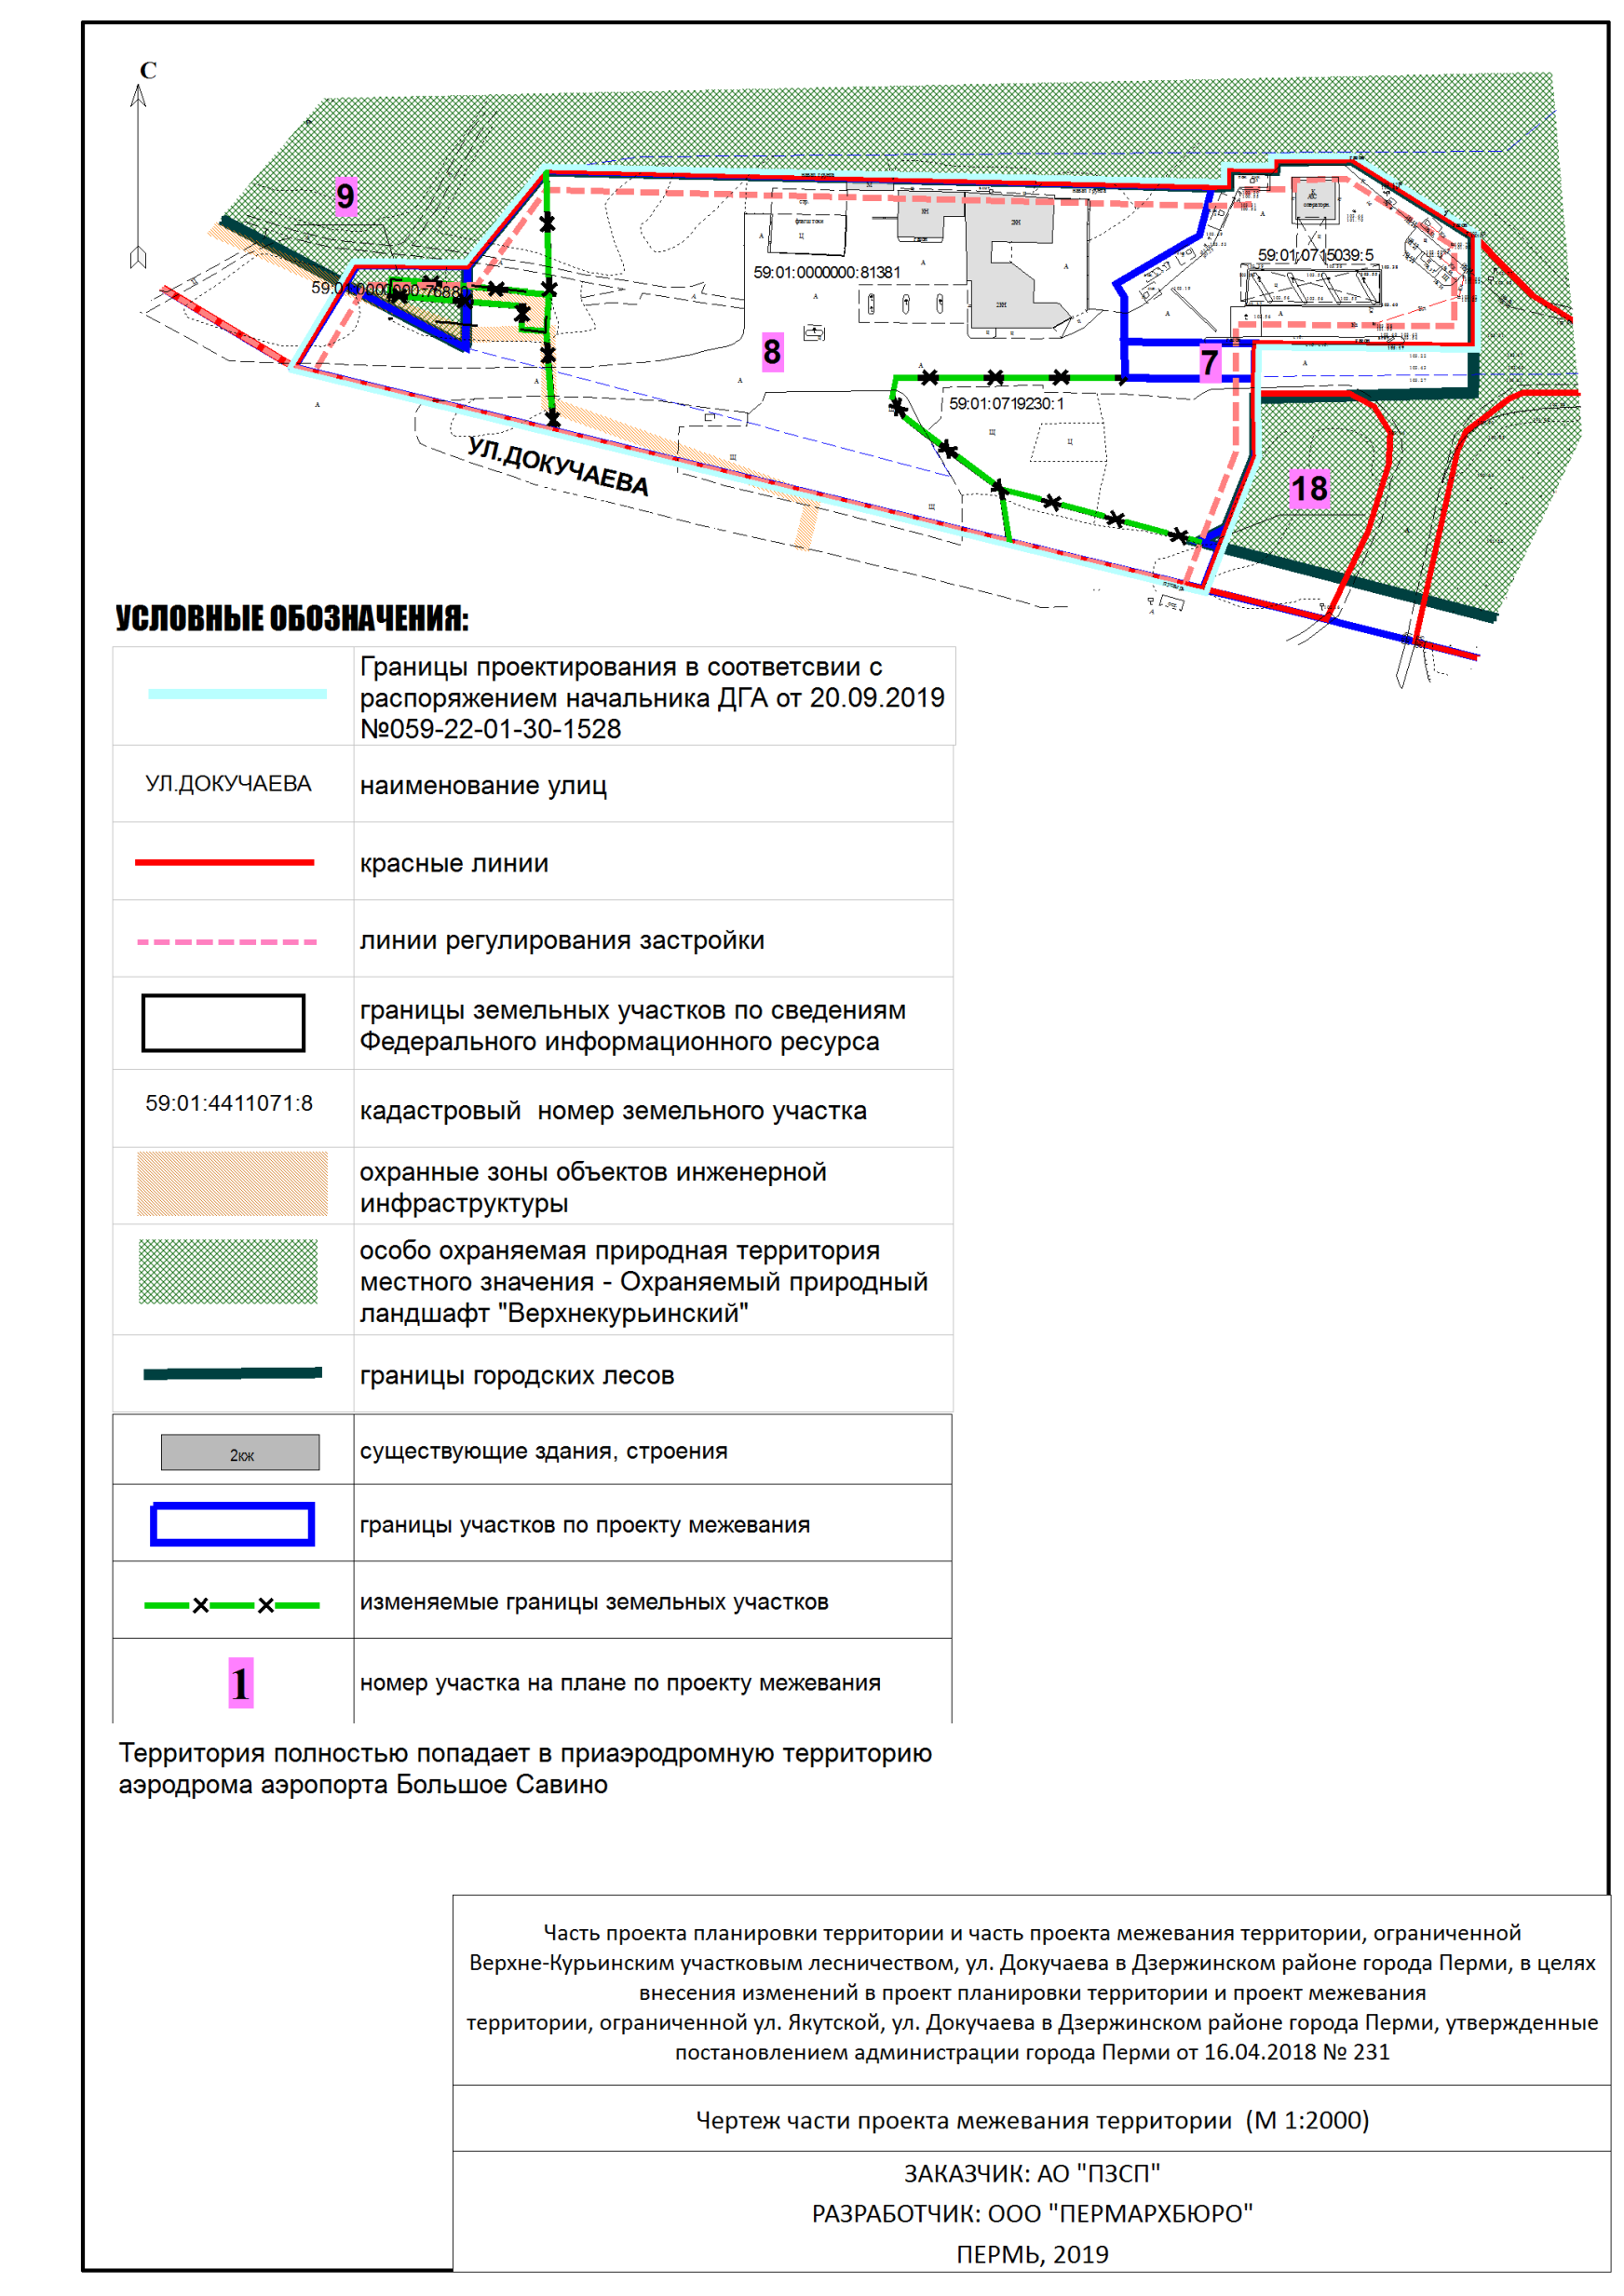 С
9
59:01:0715039:5
59:01:0000000:81381
8
7
59:01:0719230:1
УЛ.ДОКУЧАЕВА
18
УСЛОВНЫЕ ОБОЗНАЧЕНИЯ:
Границы проектирования в соответсвии с
распоряжением начальника ДГА от 20.09.2019
№059-22-01-30-1528
УЛ.ДОКУЧАЕВА
наименование улиц
красные линии
линии регулирования застройки
границы земельных участков по сведениям
Федерального информационного ресурса
59:01:4411071:8
кадастровый номер земельного участка
охранные зоны объектов инженерной
инфраструктуры
особо охраняемая природная территория
местного значения - Охраняемый природный
ландшафт "Верхнекурьинский"
границы городских лесов
2кж
существующие здания, строения
границы участков по проекту межевания
изменяемые границы земельных участков
1
номер участка на плане по проекту межевания
Территория полностью попадает в приаэродромную территорию
аэродрома аэропорта Большое Савино
Часть проекта планировки территории и часть проекта межевания территории, ограниченной
Верхне-Курьинским участковым лесничеством, ул. Докучаева в Дзержинском районе города Перми, в целях
внесения изменений в проект планировки территории и проект межевания
территории, ограниченной ул. Якутской, ул. Докучаева в Дзержинском районе города Перми, утвержденные
постановлением администрации города Перми от 16.04.2018 № 231
Чертеж части проекта межевания территории (М 1:2000)
ЗАКАЗЧИК: АО "ПЗСП"
РАЗРАБОТЧИК: ООО "ПЕРМАРХБЮРО"
ПЕРМЬ, 2019